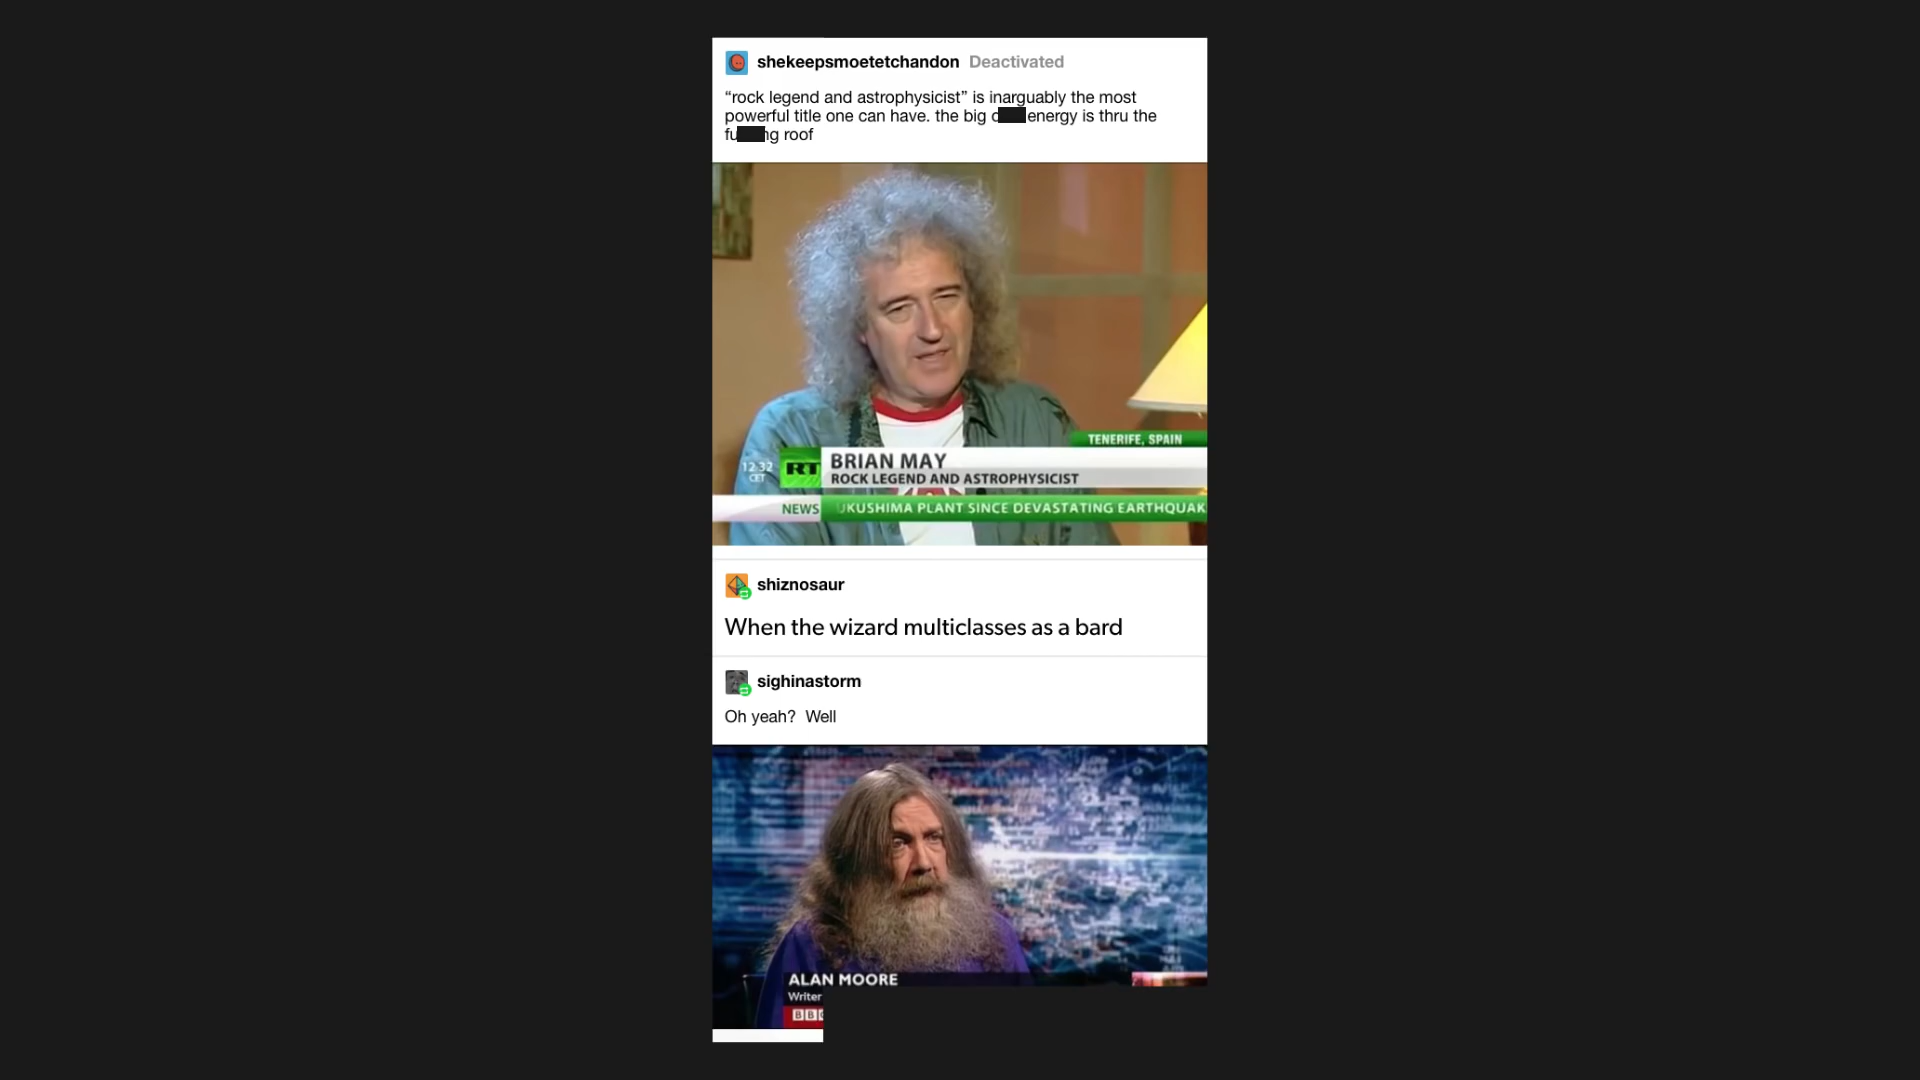 shekeepsmoetetchandon Deactivated
“rock legend and astrophysicist” is inarguably the most
powerful title one can have. the big energy is thru the
roof
TENERIFE, SPAIN
12:32
CET
RT
BRIAN MAY
ROCK LEGEND AND ASTROPHYSICIST
NEWS
UKUSHIMA PLANT SINCE DEVASTATING EARTHQUAK
shiznosaur
When the wizard multiclasses as a bard
sighinastorm
Oh yeah? Well
ALAN MOORE
Writer
BBC